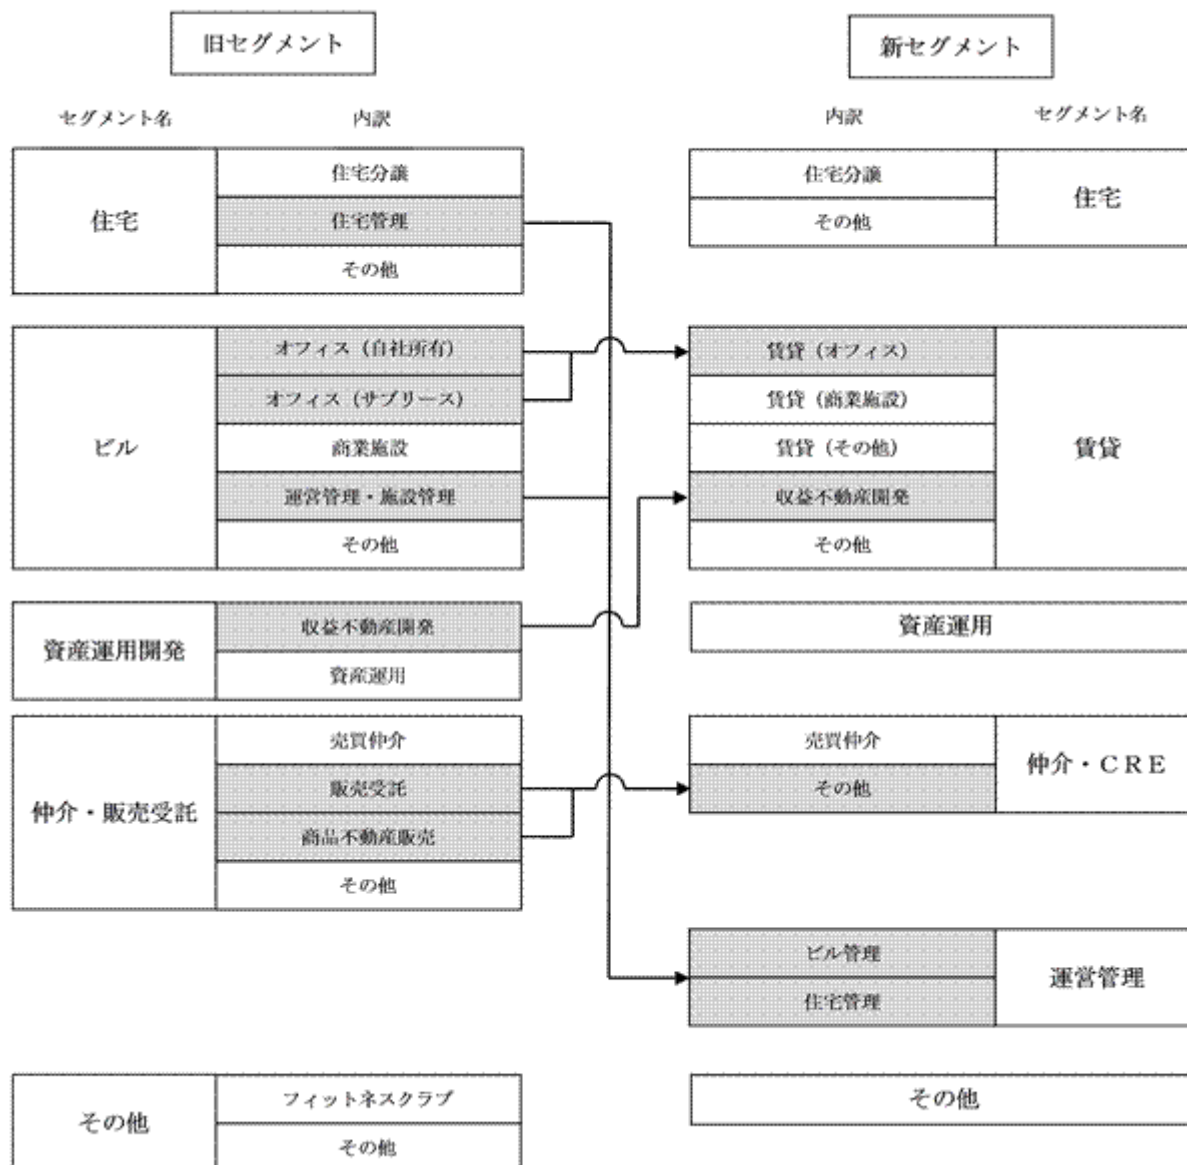 旧セグメント
新セグメント
セグメント名
内訳
内訳
セグメント名
住宅
住宅分譲
住宅管理
その他
住宅分譲
その他
住宅
ビル
オフィス（自社所有）
オフィス（サブリース）
商業施設
運営管理・施設管理
その他
賃貸（オフィス）
賃貸（商業施設）
賃貸（その他）
収益不動産開発
その他
賃貸
資産運用開発
収益不動産開発
資産運用
資産運用
仲介・販売受託
売買仲介
販売受託
商品不動産販売
その他
売買仲介
その他
仲介・ＣＲＥ
ビル管理
住宅管理
運営管理
その他
フィットネスクラブ
その他
その他